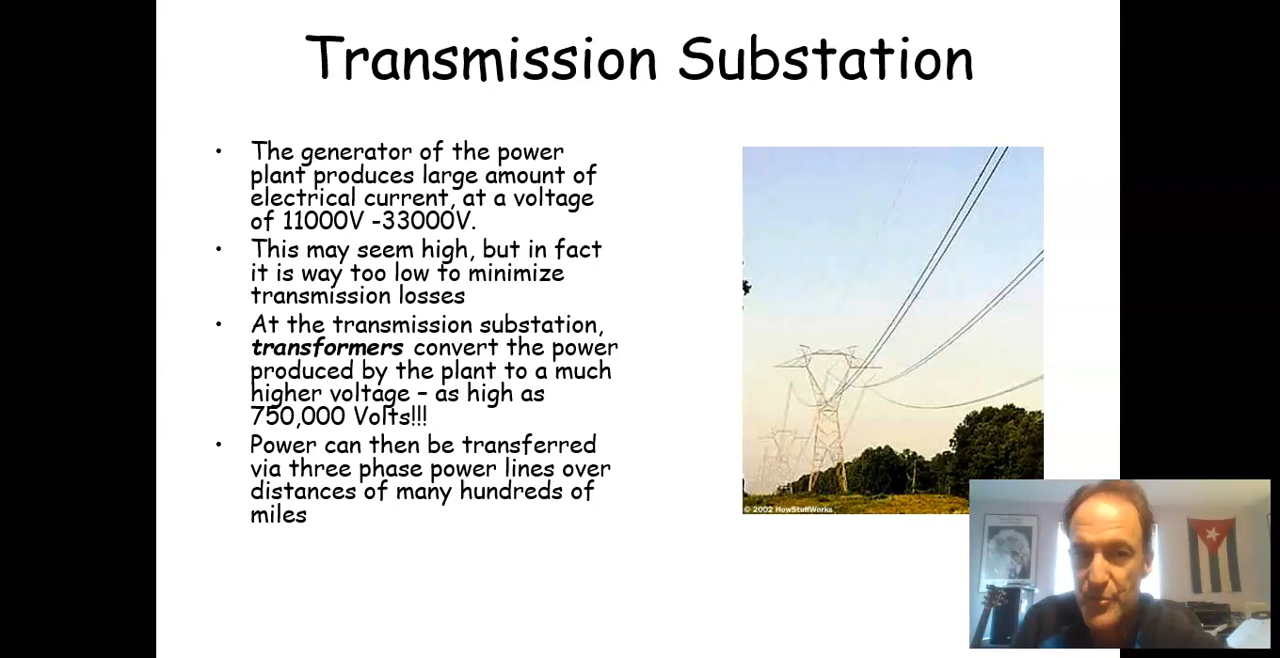 Transmission Substation
• The generator of the power
plant produces large amount of
electrical current, at a voltage
of 11000V -33000V.
• This may seem high, but in fact
it is way too low to minimize
transmission losses
• At the transmission substation,
transformers convert the power
produced by the plant to a much
higher voltage – as high as
750,000 Volts!!!
• Power can then be transferred
via three phase power lines over
distances of many hundreds of
miles
© 2002 HowStuffWorks